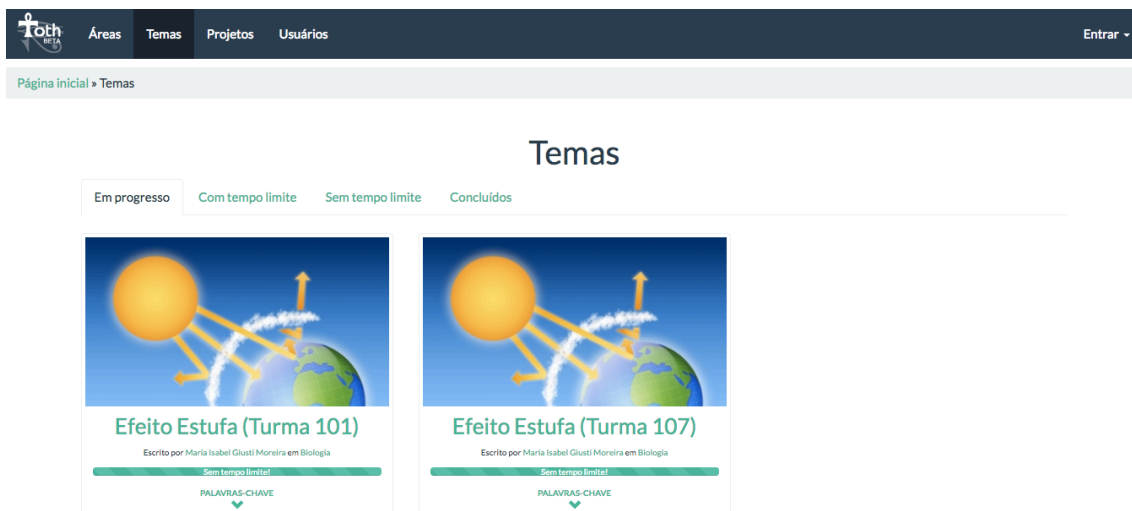 Toth
BETA
Áreas Temas Projetos Usuários Entrar
Página inicial » Temas
Temas
Em progresso Com tempo limite Sem tempo limite Concluídos
Efeito Estufa (Turma 101) Efeito Estufa (Turma 107)
Escrito por Maria Isabel Giusti Moreira em Biologia Escrito por Maria Isabel Giusti Moreira em Biologia
Sem tempo limite! Sem tempo limite!
PALAVRAS-CHAVE PALAVRAS-CHAVE